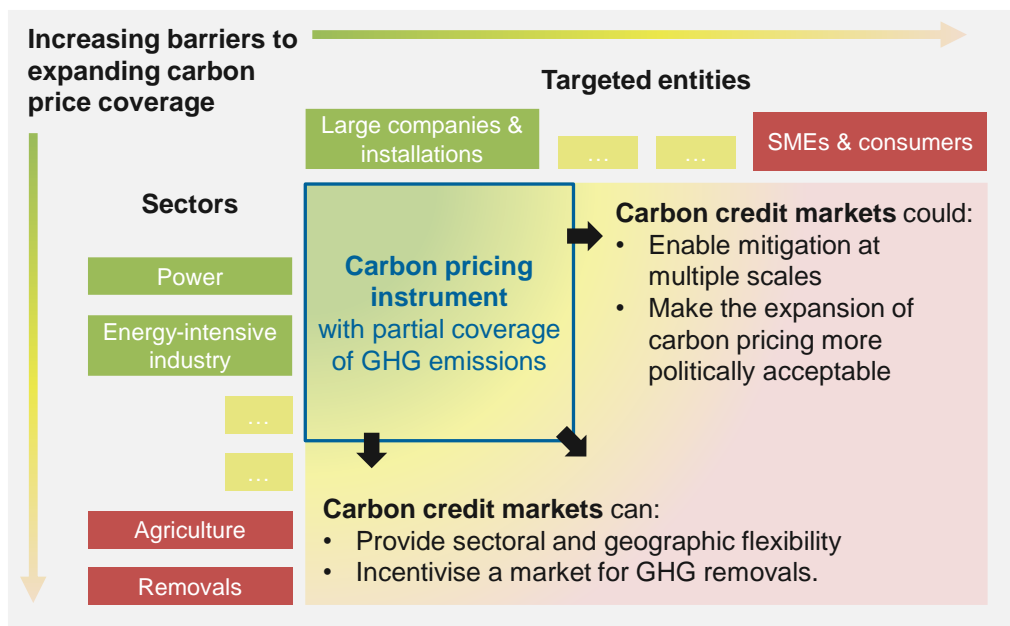 Increasing barriers to
expanding carbon
price coverage
Targeted entities
Large companies &
installations
…
…
SMEs & consumers
Sectors
Power
Energy-intensive
industry
…
…
Agriculture
Removals
Carbon pricing
instrument
with partial coverage
of GHG emissions
Carbon credit markets could:
• Enable mitigation at
multiple scales
• Make the expansion of
carbon pricing more
politically acceptable
Carbon credit markets can:
• Provide sectoral and geographic flexibility
• Incentivise a market for GHG removals.